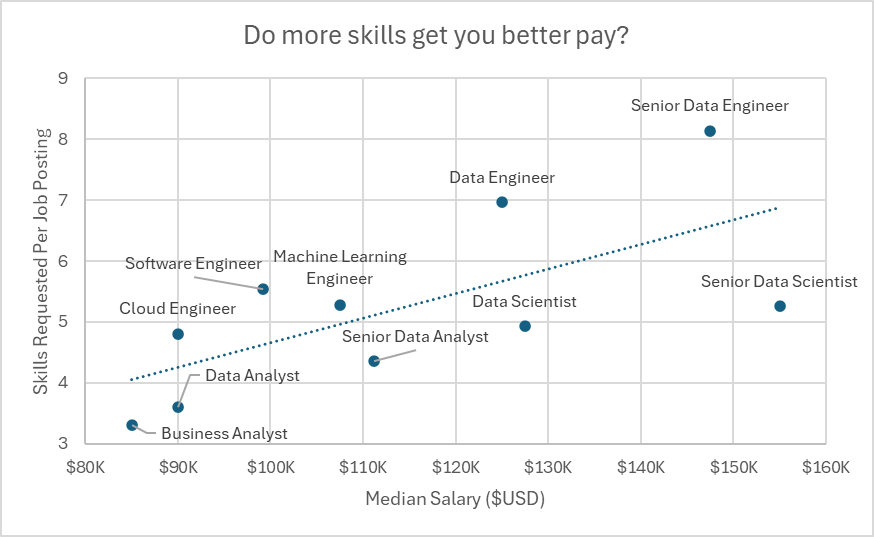 Do more skills get you better pay?
Skills Requested Per Job Posting
9
8
7
6
5
4
3
Senior Data Engineer
Data Engineer
Machine Learning
Engineer
Software Engineer
Senior Data Scientist
Data Scientist
Cloud Engineer
Senior Data Analyst
Data Analyst
Business Analyst
$80K
$90K
$100K
$110K
$120K
$130K
$140K
$150K
$160K
Median Salary ($USD)